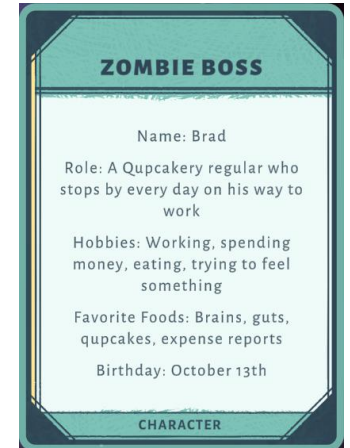 ZOMBIE BOSS
Name: Brad
Role: A Qupcakery regular who
stops by every day on his way to
work
Hobbies: Working, spending
money, eating, trying to feel
something
Favorite Foods: Brains, guts,
qupcakes, expense reports
Birthday: October 13th
CHARACTER